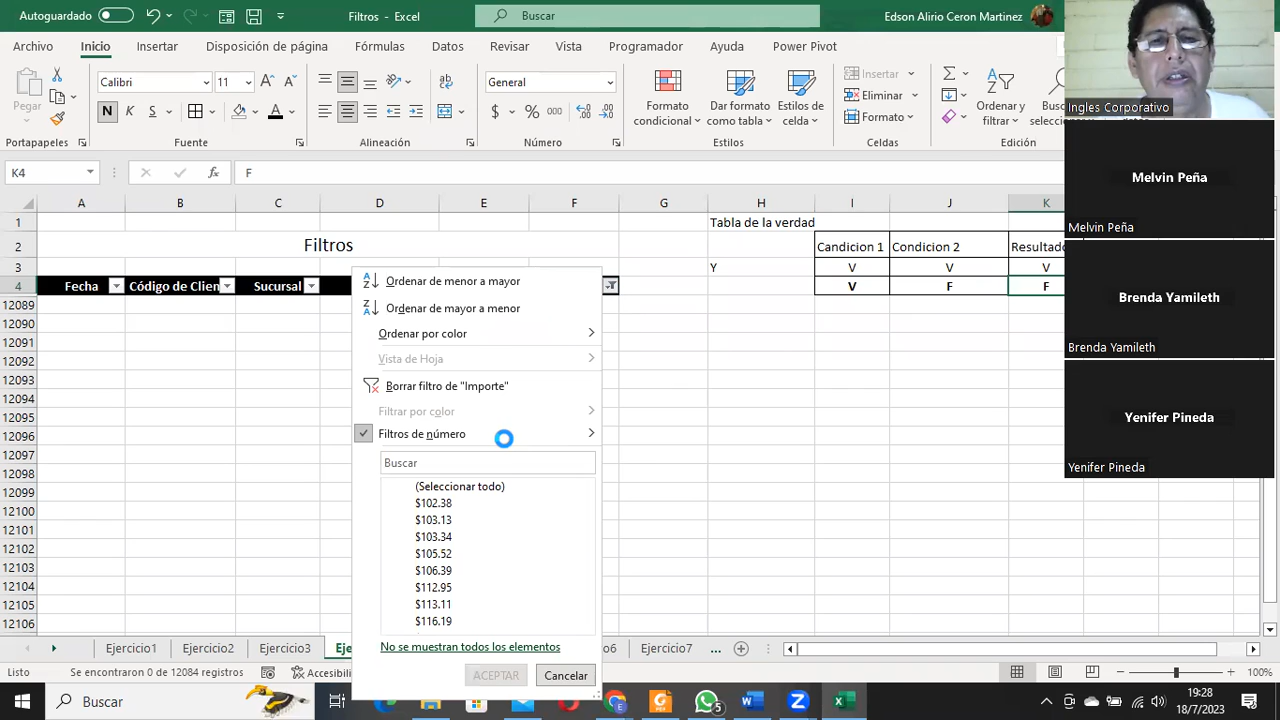 Autoguardado
Filtros - Excel
Buscar
Edson Alirio Ceron Martinez
Archivo Inicio Insertar Disposición de página Fórmulas Datos Revisar Vista Programador Ayuda Power Pivot
Pegar
Calibri 11
N K S
General
$ % 000
Formato condicional
Dar formato como tabla
Estilos de celda
Insertar
Eliminar
Formato
Ordenar y filtrar
Portapapeles Fuente Alineación Número Estilos Celdas Edición
K4 fx F
A B C D E F G H I J K
1 Tabla de la verdad
2 Filtros Candicion 1 Condicion 2 Resultado
3 Y V V V
4 Fecha Código de Clien Sucursal V F F
12089
12090
12091
12092
12093
12094
12095
12096
12097
12098
12099
12100
12101
12102
12103
12104
12105
12106
Ordenar de menor a mayor
Ordenar de mayor a menor
Ordenar por color
Vista de Hoja
Borrar filtro de "Importe"
Filtrar por color
Filtros de número
Buscar
(Seleccionar todo)
$102.38
$103.13
$103.34
$105.52
$106.39
$112.95
$113.11
$116.19
No se muestran todos los elementos
ACEPTAR Cancelar
Ingles Corporativo
Melvin Peña
Melvin Peña
Brenda Yamileth
Brenda Yamileth
Yenifer Pineda
Yenifer Pineda
Ejercicio1 Ejercicio2 Ejercicio3 Eje o6 Ejercicio7 ...
Listo Se encontraron 0 de 12084 registros Accesibili 100%
Buscar
5
19:28
18/7/2023